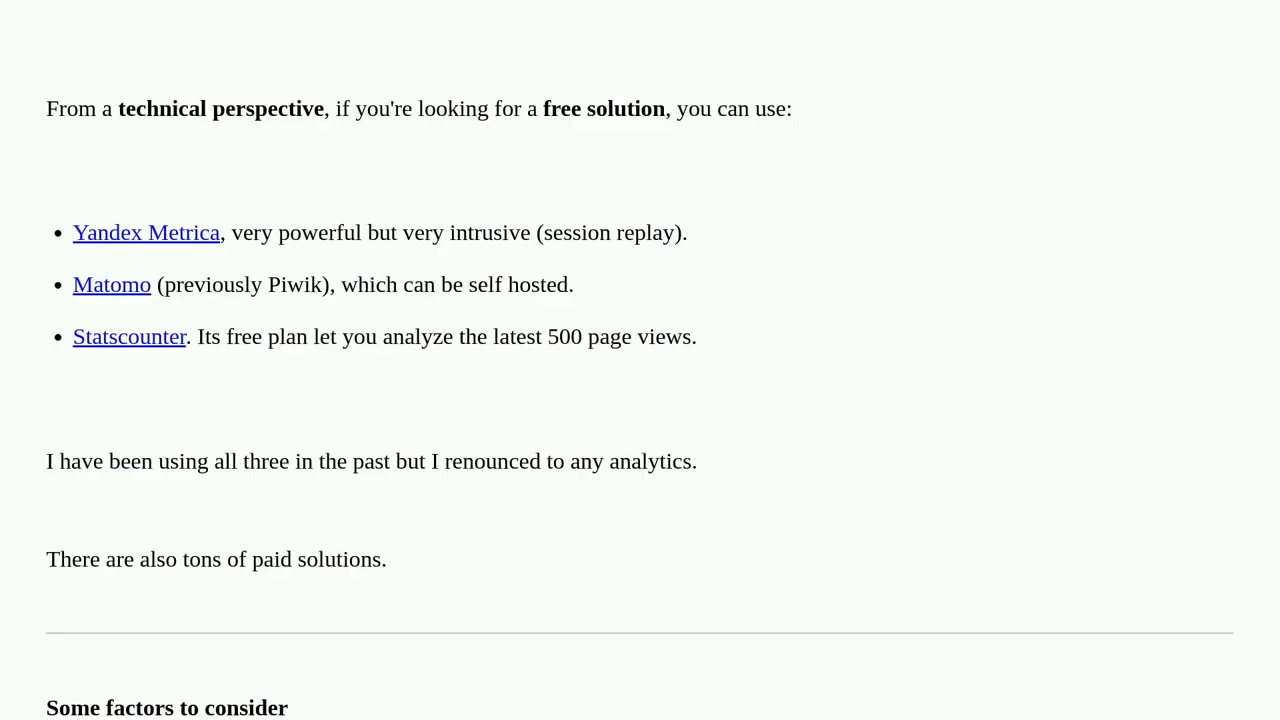 From a technical perspective, if you're looking for a free solution, you can use:
• Yandex Metrica, very powerful but very intrusive (session replay).
• Matomo (previously Piwik), which can be self hosted.
• Statscounter. Its free plan let you analyze the latest 500 page views.
I have been using all three in the past but I renounced to any analytics.
There are also tons of paid solutions.
Some factors to consider